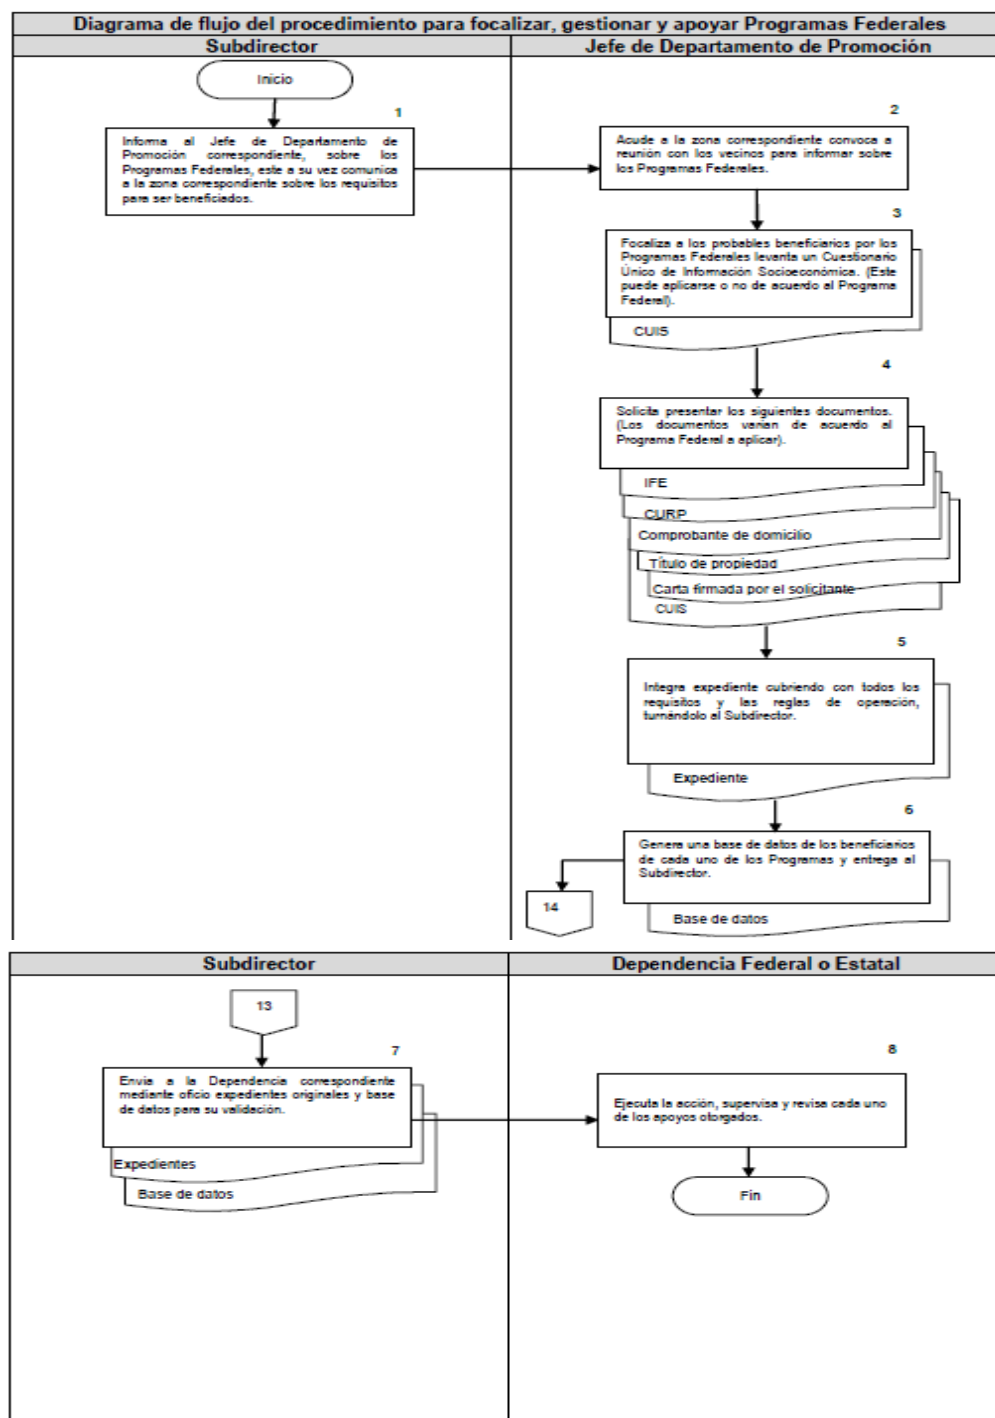 Diagrama de flujo del procedimiento para focalizar, gestionar y apoyar Programas Federales
Subdirector
Jefe de Departamento de Promoción
Inicio
1
Informa al Jefe de Departamento de
Promoción correspondiente, sobre los
Programas Federales, este a su vez comunica
a la zona correspondiente sobre los requisitos
para ser beneficiados.
2
Acude a la zona correspondiente convoca a
reunión con los vecinos para informar sobre
los Programas Federales.
3
Focaliza a los probables beneficiarios por los
Programas Federales levanta un Cuestionario
Único de Información Socioeconómica. (Este
puede aplicarse o no de acuerdo al Programa
Federal).
CUIS
4
Solicita presentar los siguientes documentos.
(Los documentos varían de acuerdo al
Programa Federal a aplicar).
IFE
CURP
Comprobante de domicilio
Título de propiedad
Carta firmada por el solicitante
CUIS
5
Integra expediente cubriendo con todos los
requisitos y las reglas de operación,
turnándolo al Subdirector.
Expediente
6
Genera una base de datos de los beneficiarios
de cada uno de los Programas y entrega al
Subdirector.
14
Base de datos
Subdirector
Dependencia Federal o Estatal
13
7
Envia a la Dependencia correspondiente
mediante oficio expedientes originales y base
de datos para su validación.
Expedientes
Base de datos
8
Ejecuta la acción, supervisa y revisa cada uno
de los apoyos otorgados.
Fin